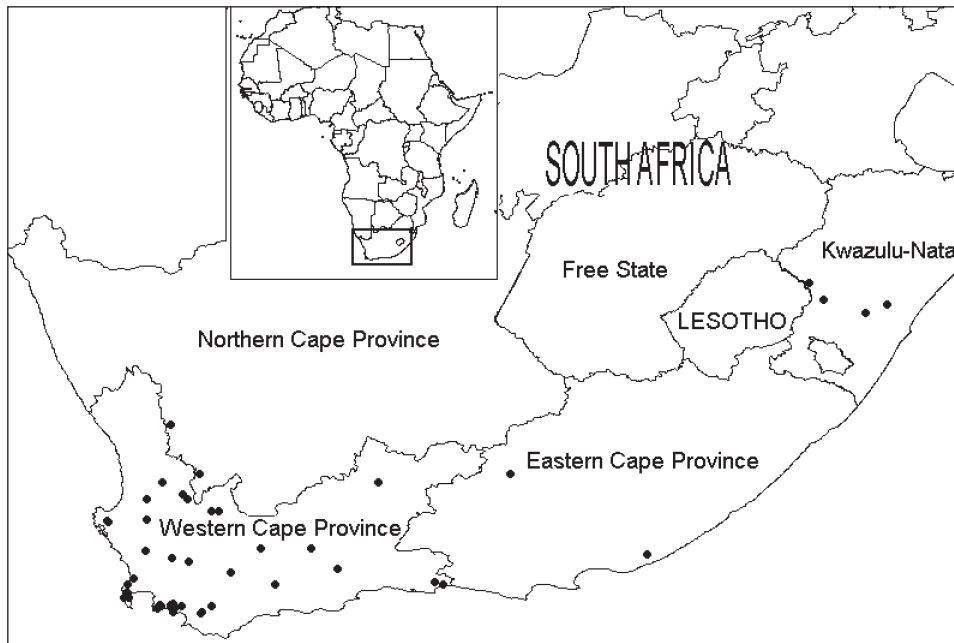 SOUTH AFRICA
Kwazulu-Nata
Free State
LESOTHO
Northern Cape Province
Eastern Cape Province
Western Cape Province